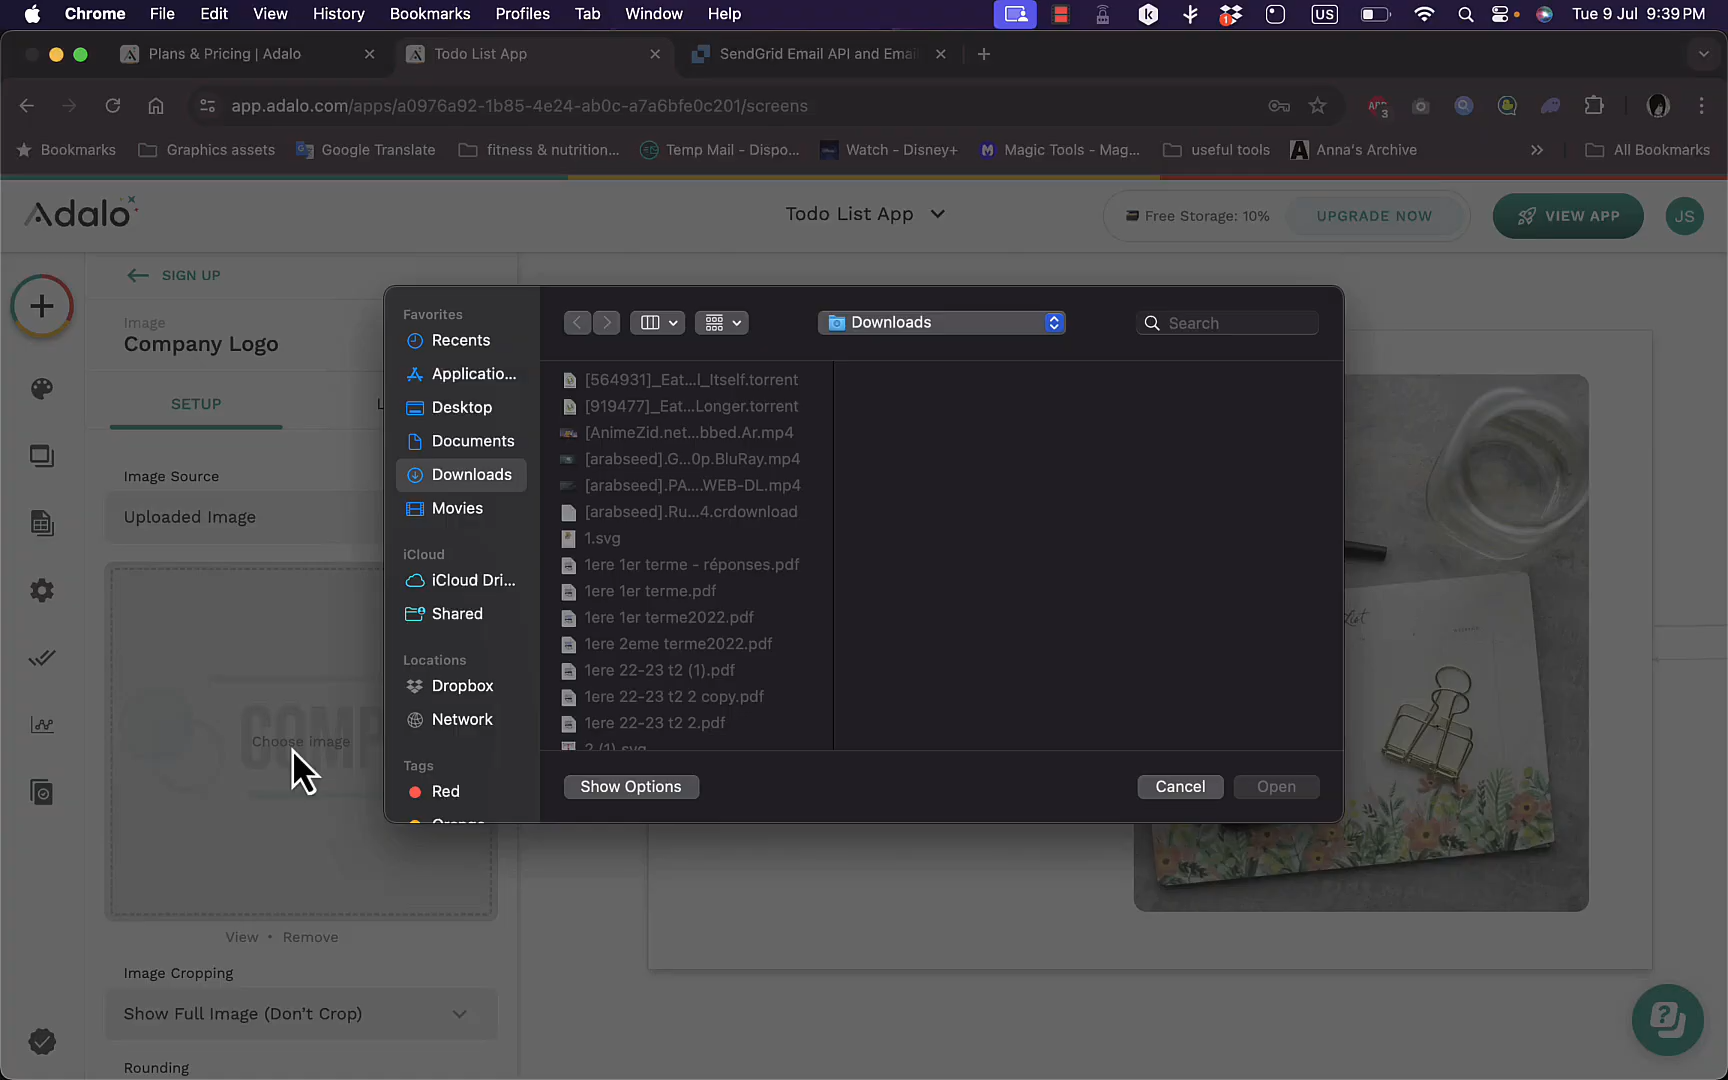 Chrome File Edit View History Bookmarks Profiles Tab Window Help US Tue 9 Jul 9:39 PM
Plans & Pricing | Adalo
Todo List App
SendGrid Email API and Emai
app.adalo.com/apps/a0976a92-1b85-4e24-ab0c-a7a6bfe0c201/screens
Bookmarks Graphics assets Google Translate fitness & nutrition... Temp Mail - Dispo... Watch - Disney+ Magic Tools - Mag... useful tools Anna's Archive All Bookmarks
Adalo
Todo List App
Free Storage: 10%
UPGRADE NOW
VIEW APP
JS
SIGN UP
Image
Company Logo
SETUP
L
Image Source
Uploaded Image
COMP
Choose image
View • Remove
Image Cropping
Show Full Image (Don't Crop)
Rounding
Favorites
Recents
Applicatio...
Desktop
Documents
Downloads
Movies
iCloud
iCloud Dri...
Shared
Locations
Dropbox
Network
Tags
Red
Orange
Downloads
Search
[564931]_Eat...l_Itself.torrent
[919477]_Eat...Longer.torrent
[AnimeZid.net...bbed.Ar.mp4
[arabseed].G...0p.BluRay.mp4
[arabseed].PA....WEB-DL.mp4
[arabseed].Ru...4.crdownload
1.svg
1ere 1er terme - réponses.pdf
1ere 1er terme.pdf
1ere 1er terme2022.pdf
1ere 2eme terme2022.pdf
1ere 22-23 t2 (1).pdf
1ere 22-23 t2 2 copy.pdf
1ere 22-23 t2 2.pdf
2 (1).svg
Show Options
Cancel
Open
List